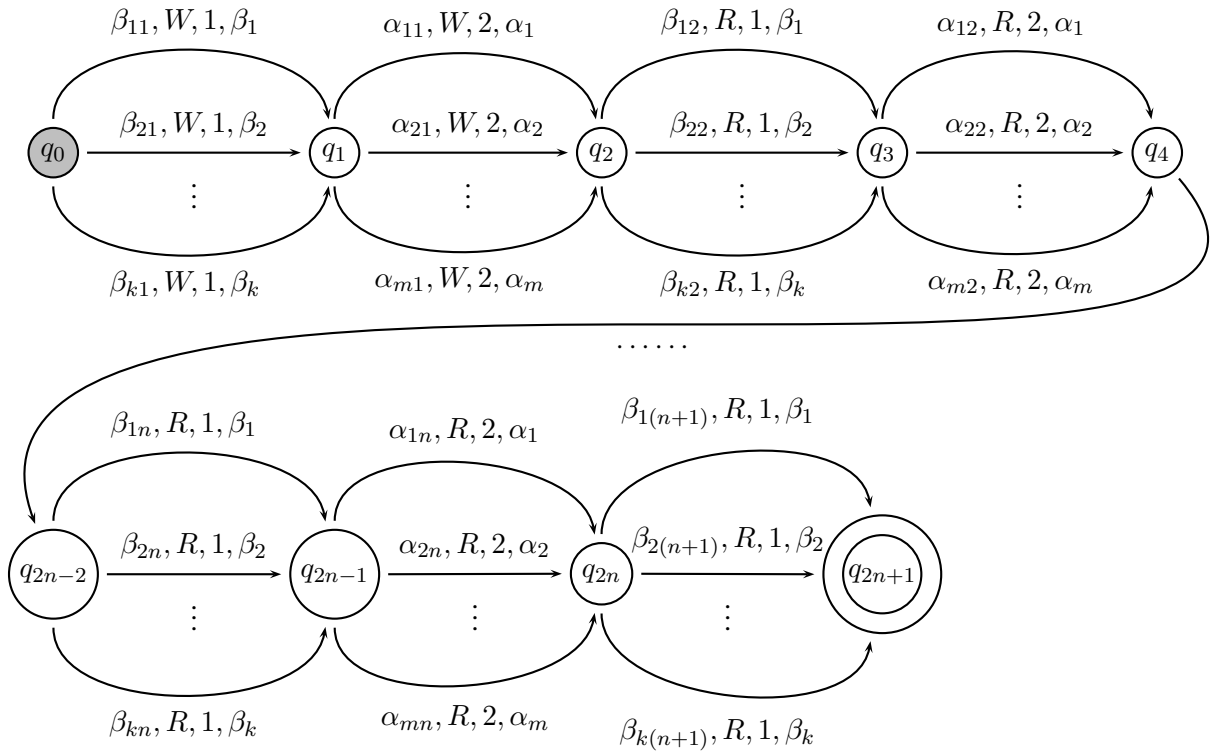 β₁₁, W, 1, β₁ α₁₁, W, 2, α₁ β₁₂, R, 1, β₁ α₁₂, R, 2, α₁
β₂₁, W, 1, β₂ α₂₁, W, 2, α₂ β₂₂, R, 1, β₂ α₂₂, R, 2, α₂
q₀ q₁ q₂ q₃ q₄
⋮ ⋮ ⋮ ⋮
βₖ₁, W, 1, βₖ αₘ₁, W, 2, αₘ βₖ₂, R, 1, βₖ αₘ₂, R, 2, αₘ
......
β₁ₙ, R, 1, β₁ α₁ₙ, R, 2, α₁ β₁₍ₙ₊₁₎, R, 1, β₁
β₂ₙ, R, 1, β₂ α₂ₙ, R, 2, α₂ β₂₍ₙ₊₁₎, R, 1, β₂
q₂ₙ₋₂ q₂ₙ₋₁ q₂ₙ q₂ₙ₊₁
⋮ ⋮ ⋮
βₖₙ, R, 1, βₖ αₘₙ, R, 2, αₘ βₖ₍ₙ₊₁₎, R, 1, βₖ